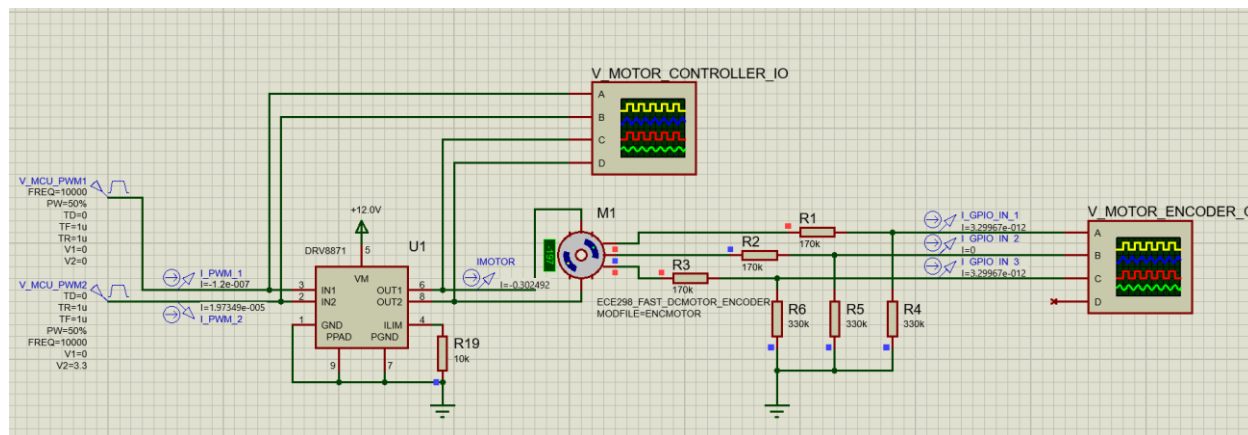 V_MOTOR_CONTROLLER_IO
A
B
C
D
V_MCU_PWM1
FREQ=10000
PW=50%
TD=0
TF=1u
TR=1u
V1=0
V2=0
V_MCU_PWM2
TD=0
TR=1u
TF=1u
PW=50%
FREQ=10000
V1=0
V2=3.3
I_PWM_1
I=-1.2e-007
I=1.97349e-005
I_PWM_2
+12.0V
5
DRV8871
U1
VM
3
IN1
OUT1
6
2
IN2
OUT2
8
1
GND
ILIM
4
PPAD
PGND
9
7
R19
10k
IMOTOR
I=-0.302492
M1
-197
ECE298_FAST_DCMOTOR_ENCODER
MODFILE=ENCMOTOR
R1
170k
R2
170k
R3
170k
R6
330k
R5
330k
R4
330k
I_GPIO_IN_1
I=3.29967e-012
I_GPIO_IN_2
I=0
I_GPIO_IN_3
I=3.29967e-012
V_MOTOR_ENCODER_
A
B
C
D